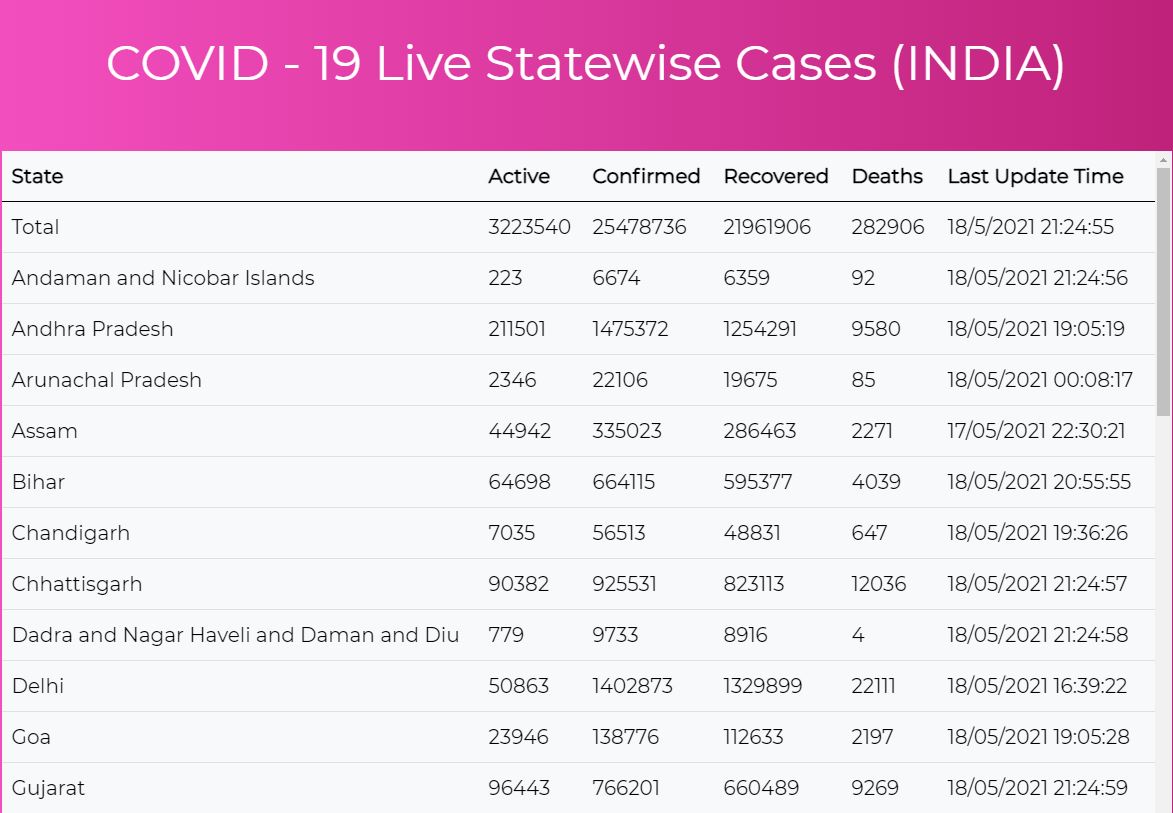 COVID - 19 Live Statewise Cases (INDIA)
State Active Confirmed Recovered Deaths Last Update Time
Total 3223540 25478736 21961906 282906 18/5/2021 21:24:55
Andaman and Nicobar Islands 223 6674 6359 92 18/05/2021 21:24:56
Andhra Pradesh 211501 1475372 1254291 9580 18/05/2021 19:05:19
Arunachal Pradesh 2346 22106 19675 85 18/05/2021 00:08:17
Assam 44942 335023 286463 2271 17/05/2021 22:30:21
Bihar 64698 664115 595377 4039 18/05/2021 20:55:55
Chandigarh 7035 56513 48831 647 18/05/2021 19:36:26
Chhattisgarh 90382 925531 823113 12036 18/05/2021 21:24:57
Dadra and Nagar Haveli and Daman and Diu 779 9733 8916 4 18/05/2021 21:24:58
Delhi 50863 1402873 1329899 22111 18/05/2021 16:39:22
Goa 23946 138776 112633 2197 18/05/2021 19:05:28
Gujarat 96443 766201 660489 9269 18/05/2021 21:24:59